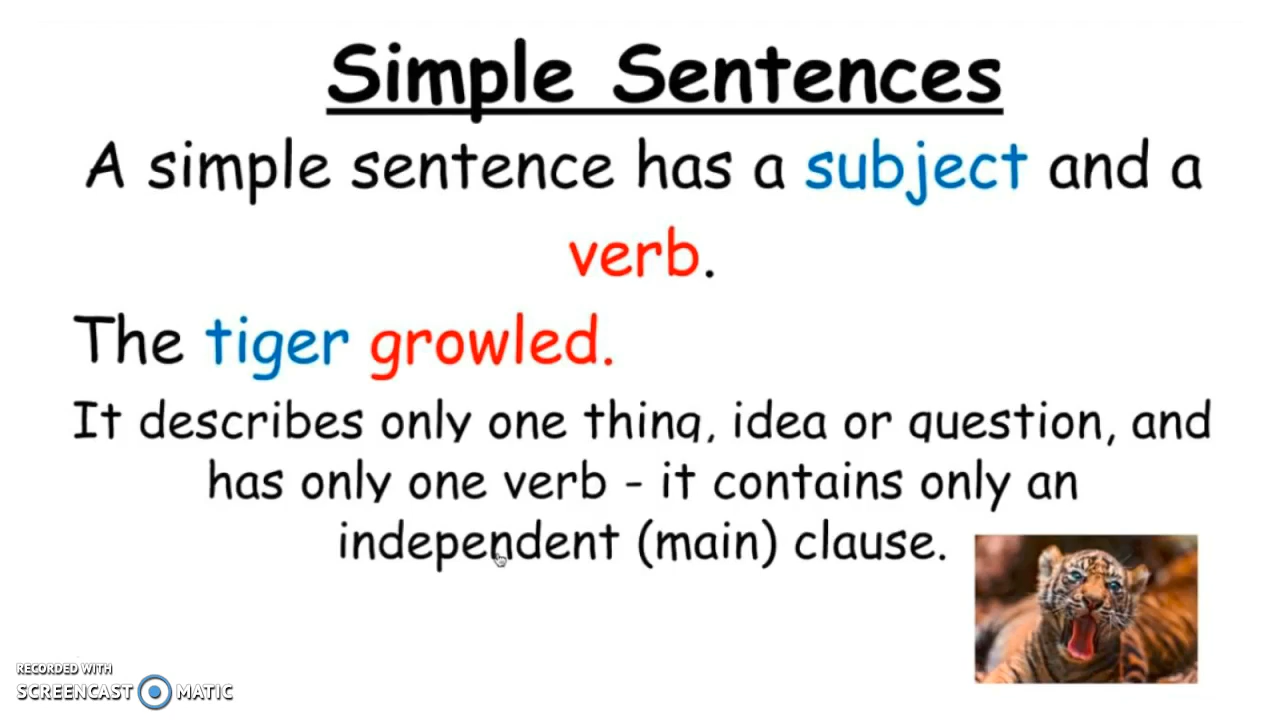 Simple Sentences
A simple sentence has a subject and a
verb.
The tiger growled.
It describes only one thing, idea or question, and
has only one verb - it contains only an
independent (main) clause.
RECORDED WITH
SCREENCAST MATIC